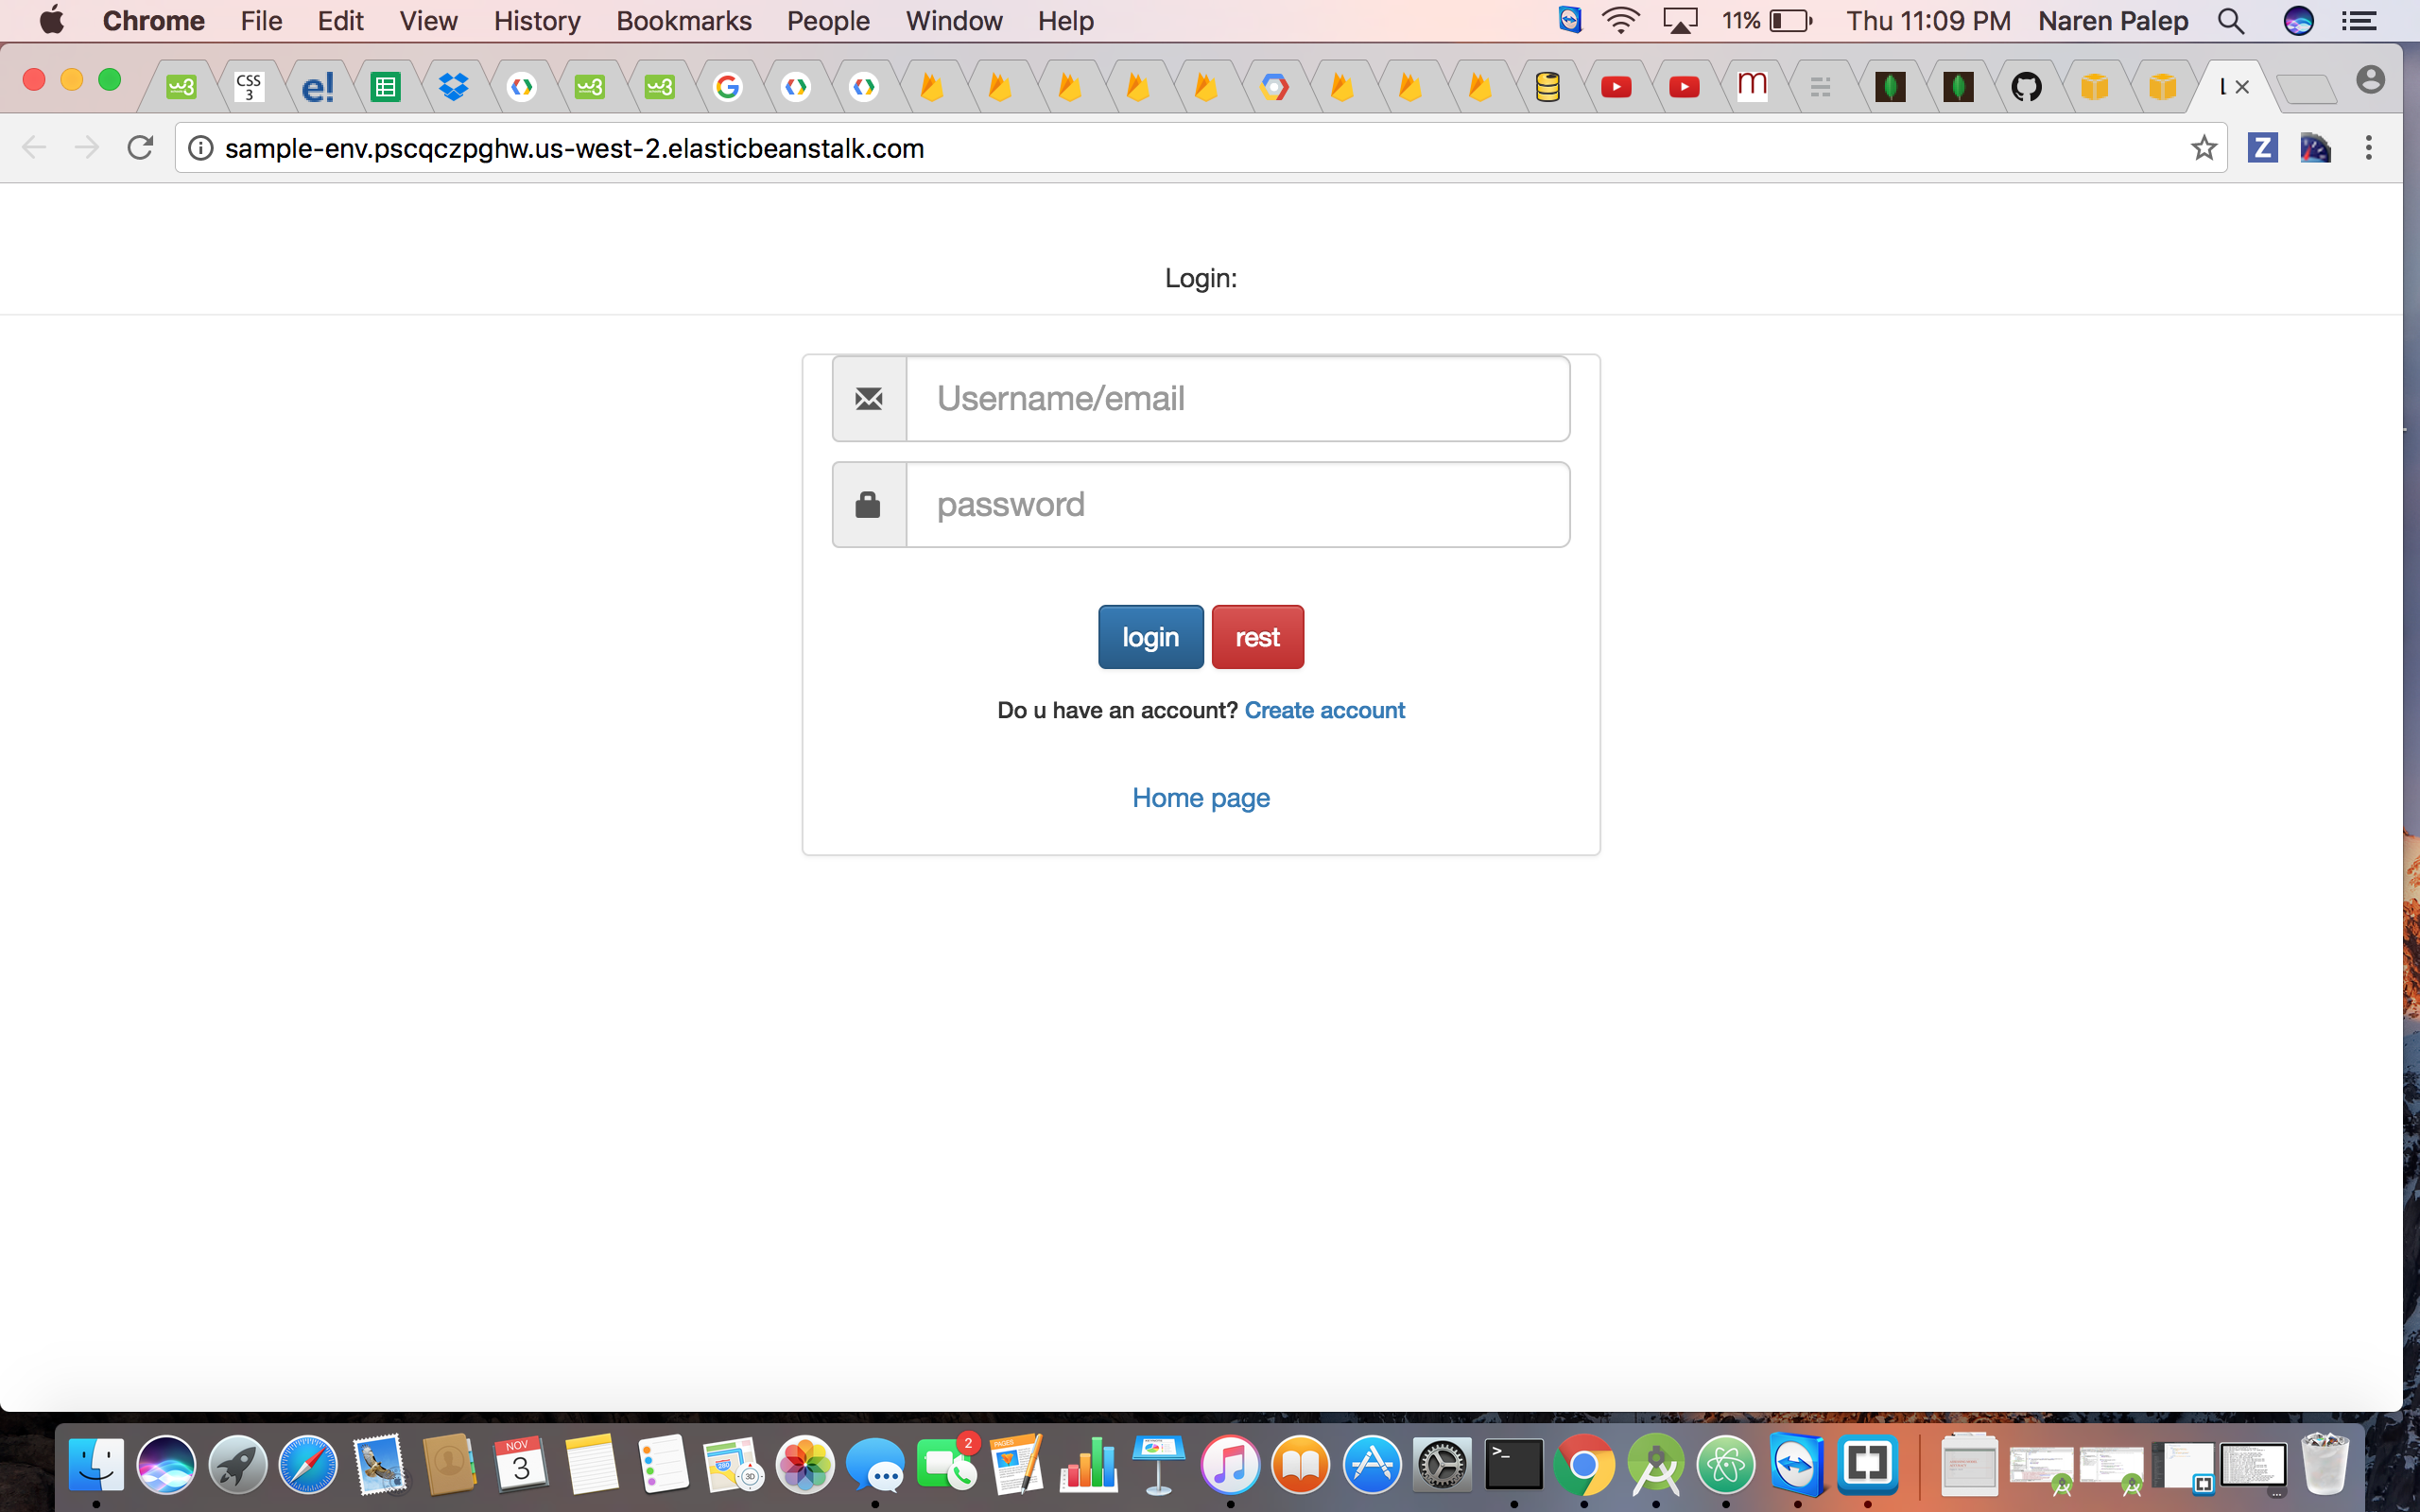 Chrome File Edit View History Bookmarks People Window Help 11% Thu 11:09 PM Naren Palep
sample-env.pscqczpghw.us-west-2.elasticbeanstalk.com
Login:
Username/email
password
login rest
Do u have an account? Create account
Home page
NOV
3
2